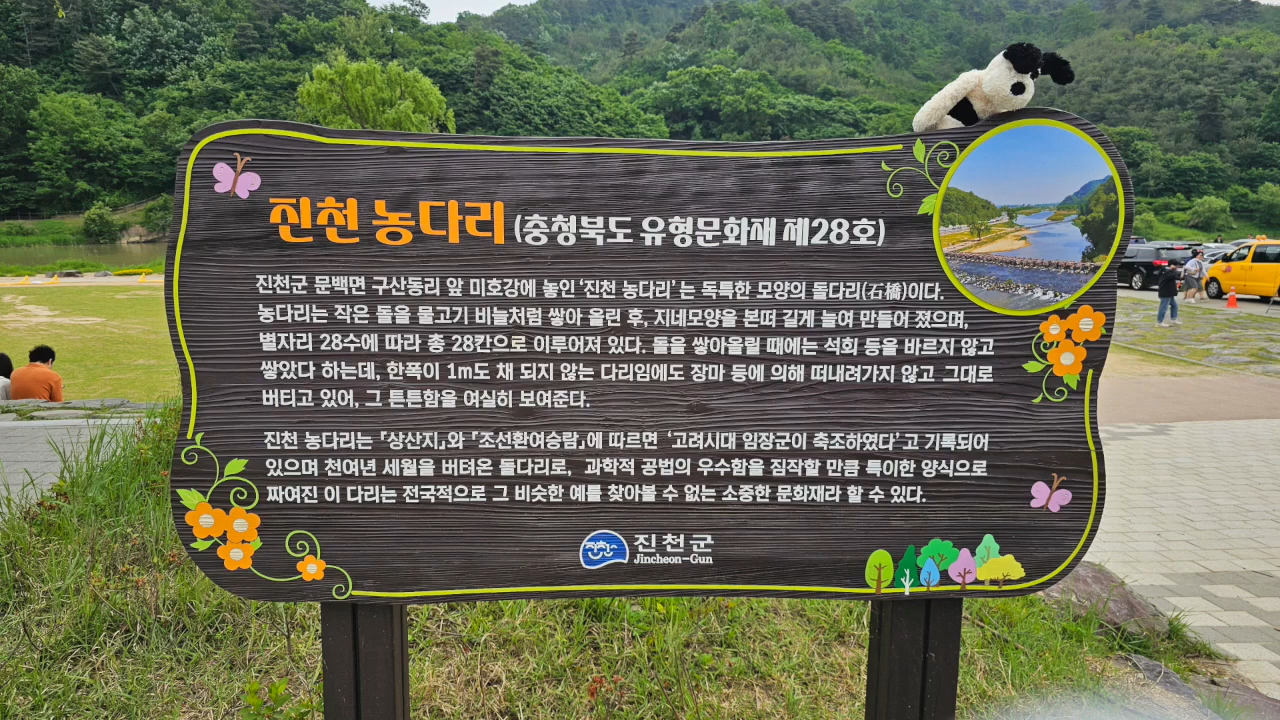 진천 농다리 (충청북도 유형문화재 제28호)
진천군 문백면 구산동리 앞 미호강에 놓인 '진천 농다리' 는 독특한 모양의 돌다리(石橋)이다.
농다리는 작은 돌을 물고기 비늘처럼 쌓아 올린 후, 지네모양을 본떠 길게 늘여 만들어 졌으며,
별자리 28수에 따라 총 28칸으로 이루어져 있다. 돌을 쌓아올릴 때에는 석회 등을 바르지 않고
쌓았다 하는데, 한폭이 1m도 채 되지 않는 다리임에도 장마 등에 의해 떠내려가지 않고 그대로
버티고 있어, 그 튼튼함을 여실히 보여준다.
진천 농다리는 『상산지』와 『조선환여승람』에 따르면 '고려시대 임장군이 축조하였다' 고 기록되어
있으며 천여년 세월을 버텨온 돌다리로, 과학적 공법의 우수함을 짐작할 만큼 특이한 양식으로
짜여진 이 다리는 전국적으로 그 비슷한 예를 찾아볼 수 없는 소중한 문화재라 할 수 있다.
진천군
Jincheon-Gun